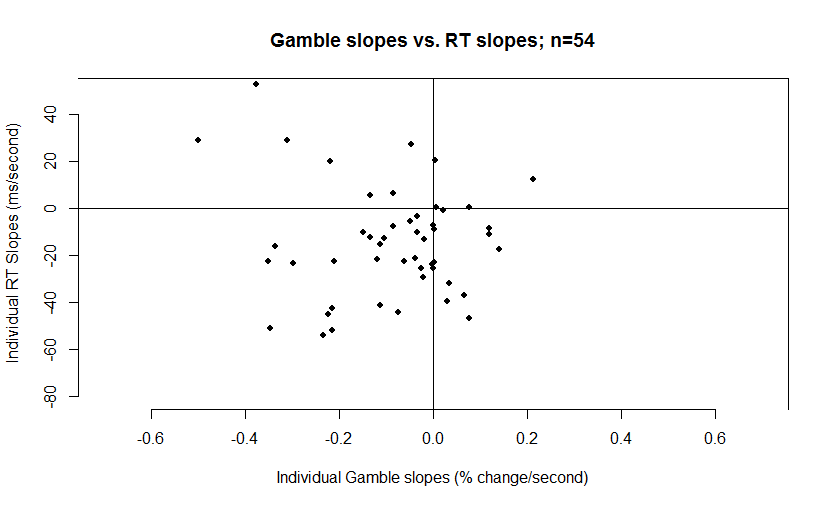 Gamble slopes vs. RT slopes; n=54
Individual RT Slopes (ms/second)
40
20
0
-20
-40
-60
-80
-0.6 -0.4 -0.2 0.0 0.2 0.4 0.6
Individual Gamble slopes (% change/second)